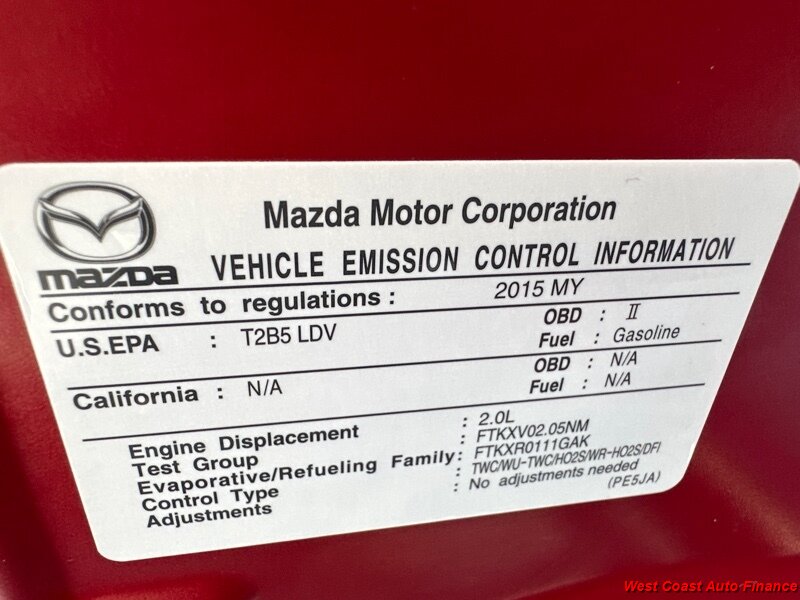 mazda
Mazda Motor Corporation
VEHICLE EMISSION CONTROL INFORMATION
Conforms to regulations : 2015 MY
U.S.EPA : T2B5 LDV OBD : II
Fuel : Gasoline
California : N/A OBD : N/A
Fuel : N/A
Engine Displacement : 2.0L
Test Group : FTKXV02.05NM
Evaporative/Refueling Family: FTKXR0111GAK
Control Type : TWC/WU-TWC/HO2S/WR-HO2S/DFI
Adjustments : No adjustments needed
(PE5JA)
West Coast Auto Finance